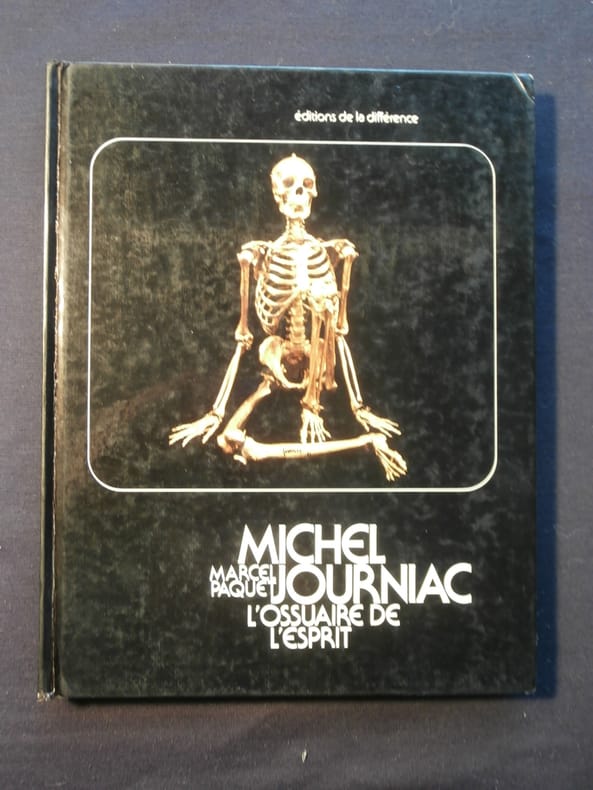 éditions de la différence
MICHEL
MARCEL
PAQUET
JOURNIAC
L'OSSUAIRE DE
L'ESPRIT